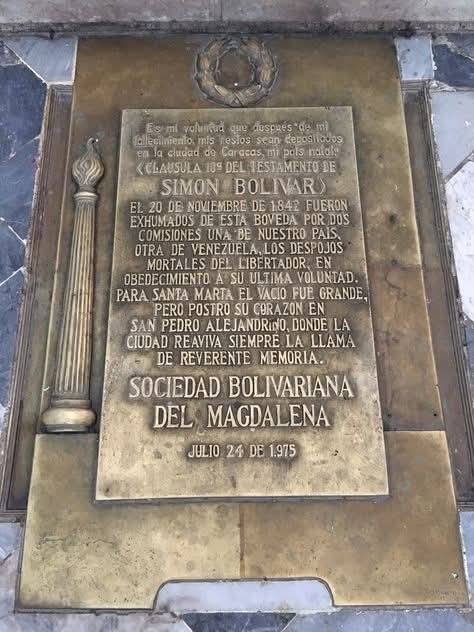 Es mi voluntad que después de mi
fallecimiento, mis restos sean depositados
en la ciudad de Caracas, mi país natal.
(CLAUSULA 10ª DEL TESTAMENTO DE
SIMON BOLIVAR)
EL 20 DE NOVIEMBRE DE 1.842 FUERON
EXHUMADOS DE ESTA BOVEDA POR DOS
COMISIONES UNA DE NUESTRO PAIS,
OTRA DE VENEZUELA, LOS DESPOJOS
MORTALES DEL LIBERTADOR, EN
OBEDECIMIENTO A SU ULTIMA VOLUNTAD.
PARA SANTA MARTA EL VACIO FUE GRANDE,
PERO POSTRO SU CORAZON EN
SAN PEDRO ALEJANDRINO, DONDE LA
CIUDAD REAVIVA SIEMPRE LA LLAMA
DE REVERENTE MEMORIA.
SOCIEDAD BOLIVARIANA
DEL MAGDALENA
JULIO 24 DE 1.975